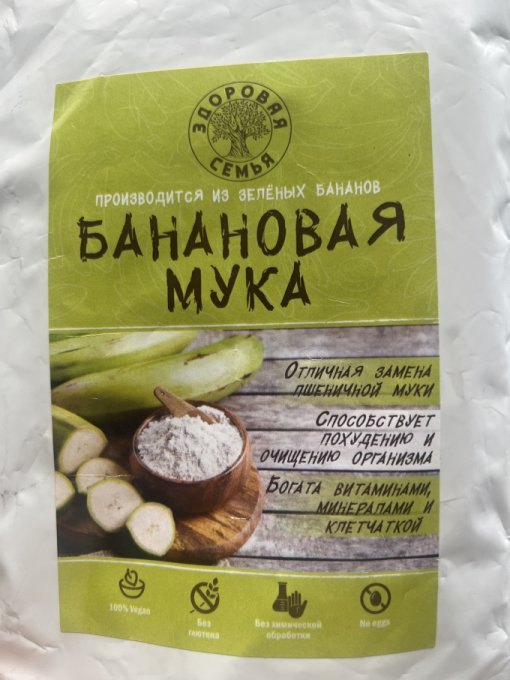 ЗДОРОВАЯ
СЕМЬЯ
ПРОИЗВОДИТСЯ ИЗ ЗЕЛЁНЫХ БАНАНОВ
БАНАНОВАЯ
МУКА
ОТЛИЧНАЯ ЗАМЕНА
ПШЕНИЧНОЙ МУКИ
СПОСОБСТВУЕТ
ПОХУДЕНИЮ И
ОЧИЩЕНИЮ ОРГАНИЗМА
БОГАТА ВИТАМИНАМИ,
МИНЕРАЛАМИ И
КЛЕТЧАТКОЙ
100% Vegan
Без
глютена
Без химической
обработки
No eggs